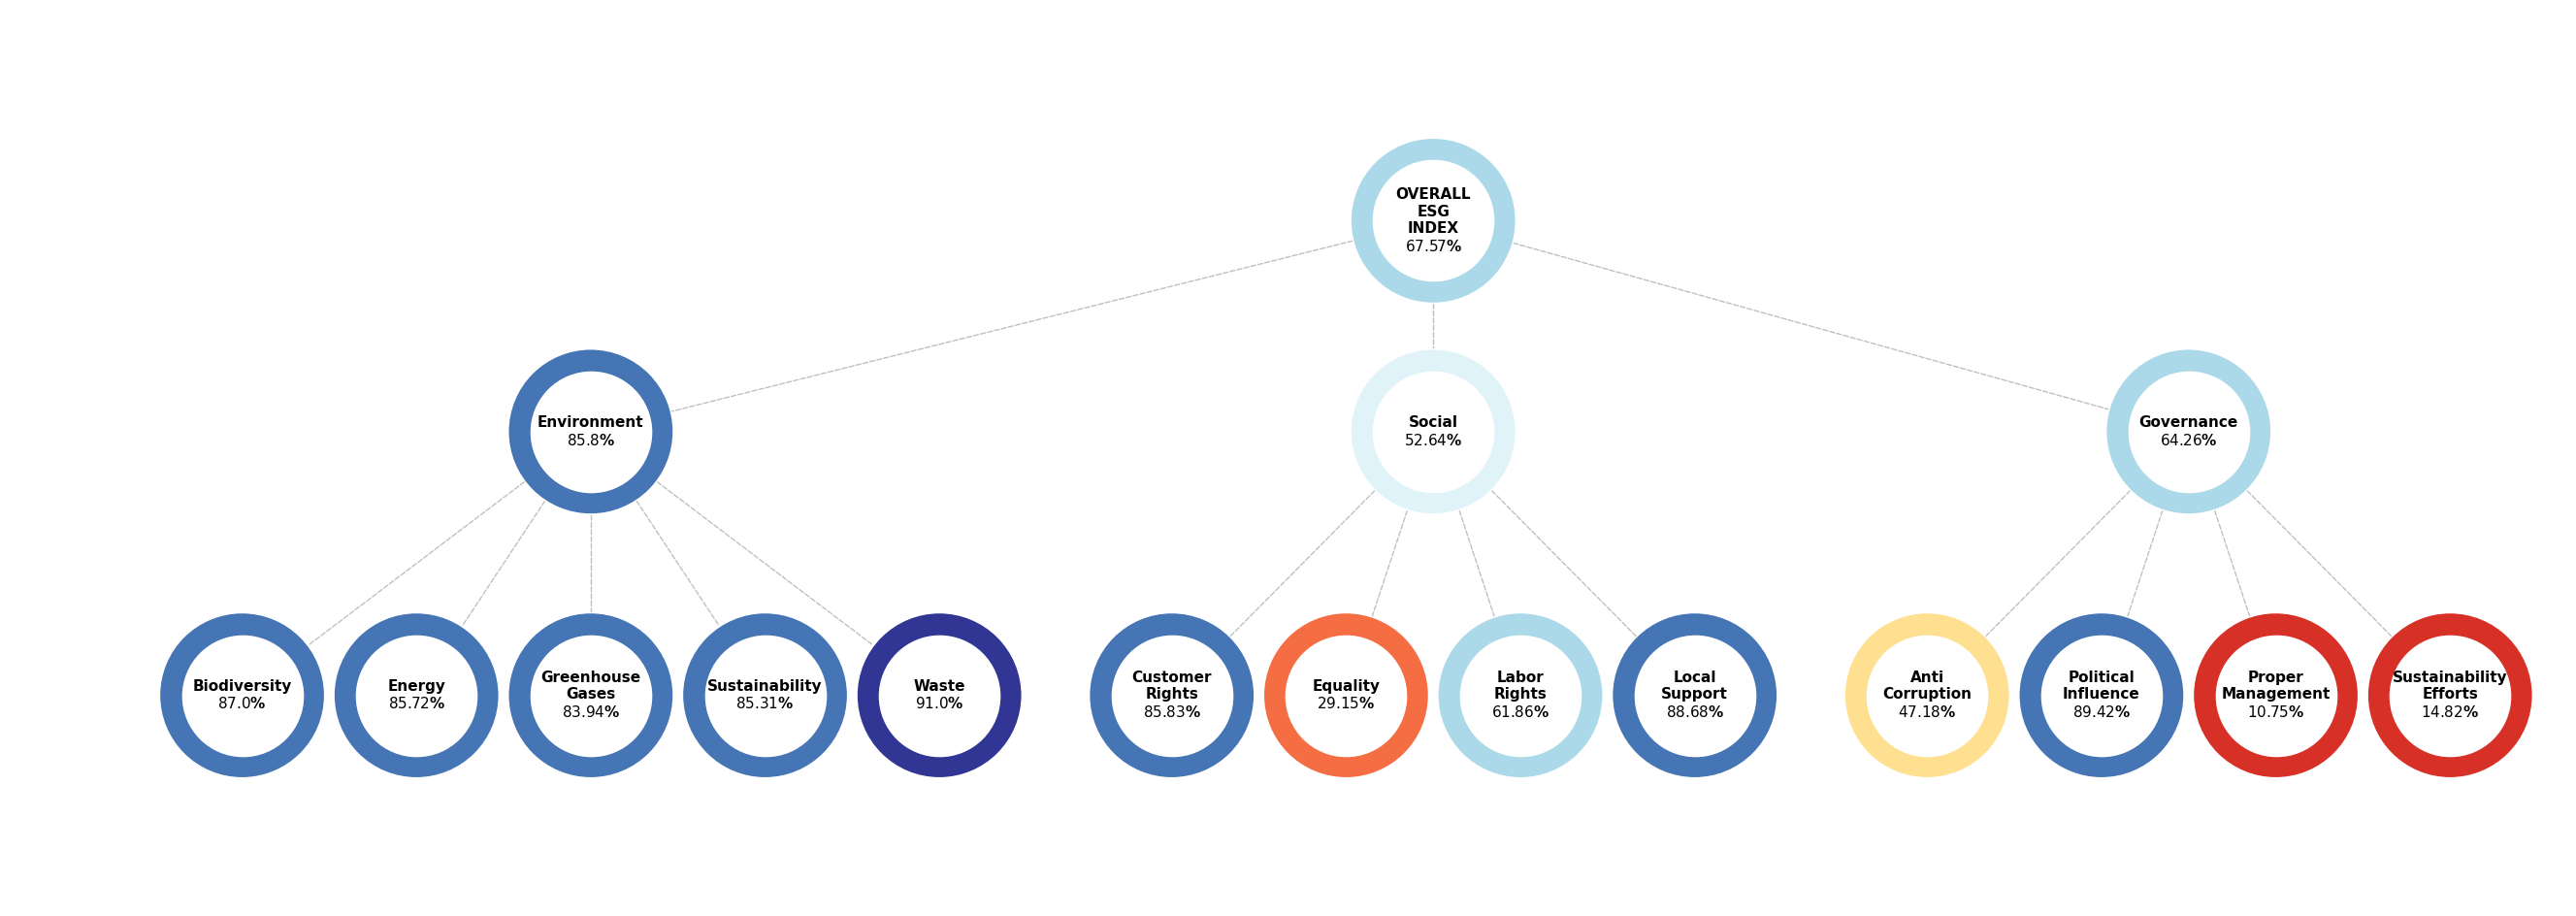 OVERALL
ESG
INDEX
67.57%
Environment
85.8%
Social
52.64%
Governance
64.26%
Biodiversity
87.0%
Energy
85.72%
Greenhouse
Gases
83.94%
Sustainability
85.31%
Waste
91.0%
Customer
Rights
85.83%
Equality
29.15%
Labor
Rights
61.86%
Local
Support
88.68%
Anti
Corruption
47.18%
Political
Influence
89.42%
Proper
Management
10.75%
Sustainability
Efforts
14.82%